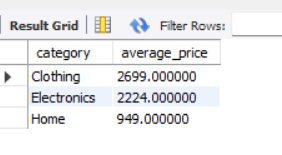 Result Grid Filter Rows:
category average_price
Clothing 2699.000000
Electronics 2224.000000
Home 949.000000